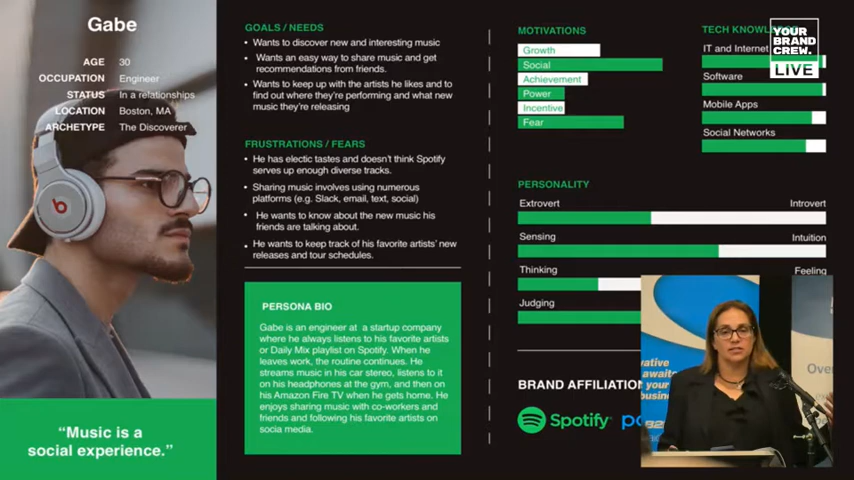 Gabe
AGE 30
OCCUPATION Engineer
STATUS In a relationships
LOCATION Boston, MA
ARCHETYPE The Discoverer
“Music is a
social experience.”
GOALS / NEEDS
• Wants to discover new and interesting music
• Wants an easy way to share music and get
recommendations from friends.
• Wants to keep up with the artists he likes and to
find out where they're performing and what new
music they're releasing
FRUSTRATIONS / FEARS
• He has electic tastes and doesn't think Spotify
serves up enough diverse tracks.
• Sharing music involves using numerous
platforms (e.g. Slack, email, text, social)
• He wants to know about the new music his
friends are talking about.
• He wants to keep track of his favorite artists' new
releases and tour schedules.
PERSONA BIO
Gabe is an engineer at a startup company
where he always listens to his favorite artists
or Daily Mix playlist on Spotify. When he
leaves work, the routine continues. He
streams music in his car stereo, listens to it
on his headphones at the gym, and then on
his Amazon Fire TV when he gets home. He
enjoys sharing music with co-workers and
friends and following his favorite artists on
socia media.
MOTIVATIONS
Growth
Social
Achievement
Power
Incentive
Fear
TECH
IT and Internet
Software
Mobile Apps
Social Networks
YOUR
BRAND
CREW.
LIVE
PERSONALITY
Extrovert Introvert
Sensing Intuition
Thinking Feeling
Judging
BRAND
Spotify
your